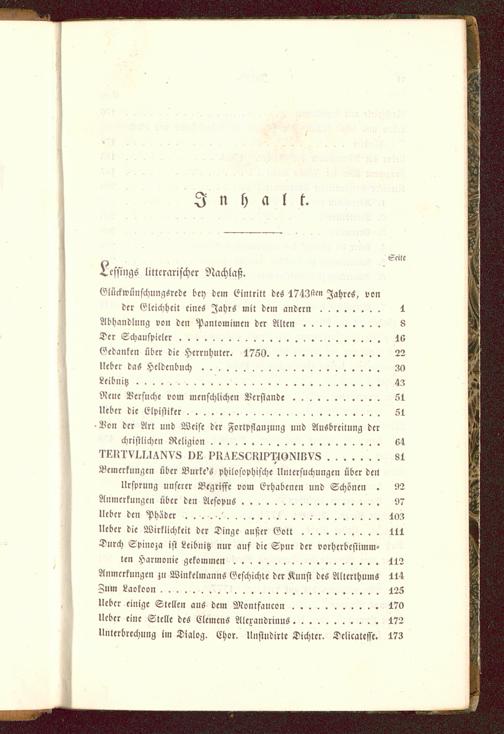 Inhalt.
Seite
Lessings litterarischer Nachlaß.
Glückwünschungsrede bey dem Eintritt des 1743sten Jahres, von
der Gleichheit eines Jahrs mit dem andern . . . . . . . . 1
Abhandlung von den Pantomimen der Alten . . . . . . . . 8
Der Schauspieler . . . . . . . . . . . . . . . . . . . . 16
Gedanken über die Herrnhuter. 1750. . . . . . . . . . . . 22
Ueber das Heldenbuch . . . . . . . . . . . . . . . . . . 30
Leibnitz . . . . . . . . . . . . . . . . . . . . . . . . 43
Neue Versuche vom menschlichen Verstande . . . . . . . . 51
Ueber die Elpistiker . . . . . . . . . . . . . . . . . . 51
Von der Art und Weise der Fortpflanzung und Ausbreitung der
christlichen Religion . . . . . . . . . . . . . . . . 64
TERTVLLIANVS DE PRAESCRIPTIONIBVS . . . . . . 81
Bemerkungen über Burke's philosophische Untersuchungen über den
Ursprung unserer Begriffe vom Erhabenen und Schönen . 92
Anmerkungen über den Aesopus . . . . . . . . . . . . . . 97
Ueber den Phäder . . . . . . . . . . . . . . . . . . . . 103
Ueber die Wirklichkeit der Dinge außer Gott . . . . . . . 111
Durch Spinoza ist Leibnitz nur auf die Spur der vorherbestimm-
ten Harmonie gekommen . . . . . . . . . . . . . . . . 112
Anmerkungen zu Winkelmanns Geschichte der Kunst des Alterthums 114
Zum Laokoon . . . . . . . . . . . . . . . . . . . . . . 125
Ueber einige Stellen aus dem Montfaucon . . . . . . . . . 170
Ueber eine Stelle des Clemens Alexandrinus . . . . . . . . 172
Unterbrechung im Dialog. Chor. Unstudirte Dichter. Delicatesse. 173